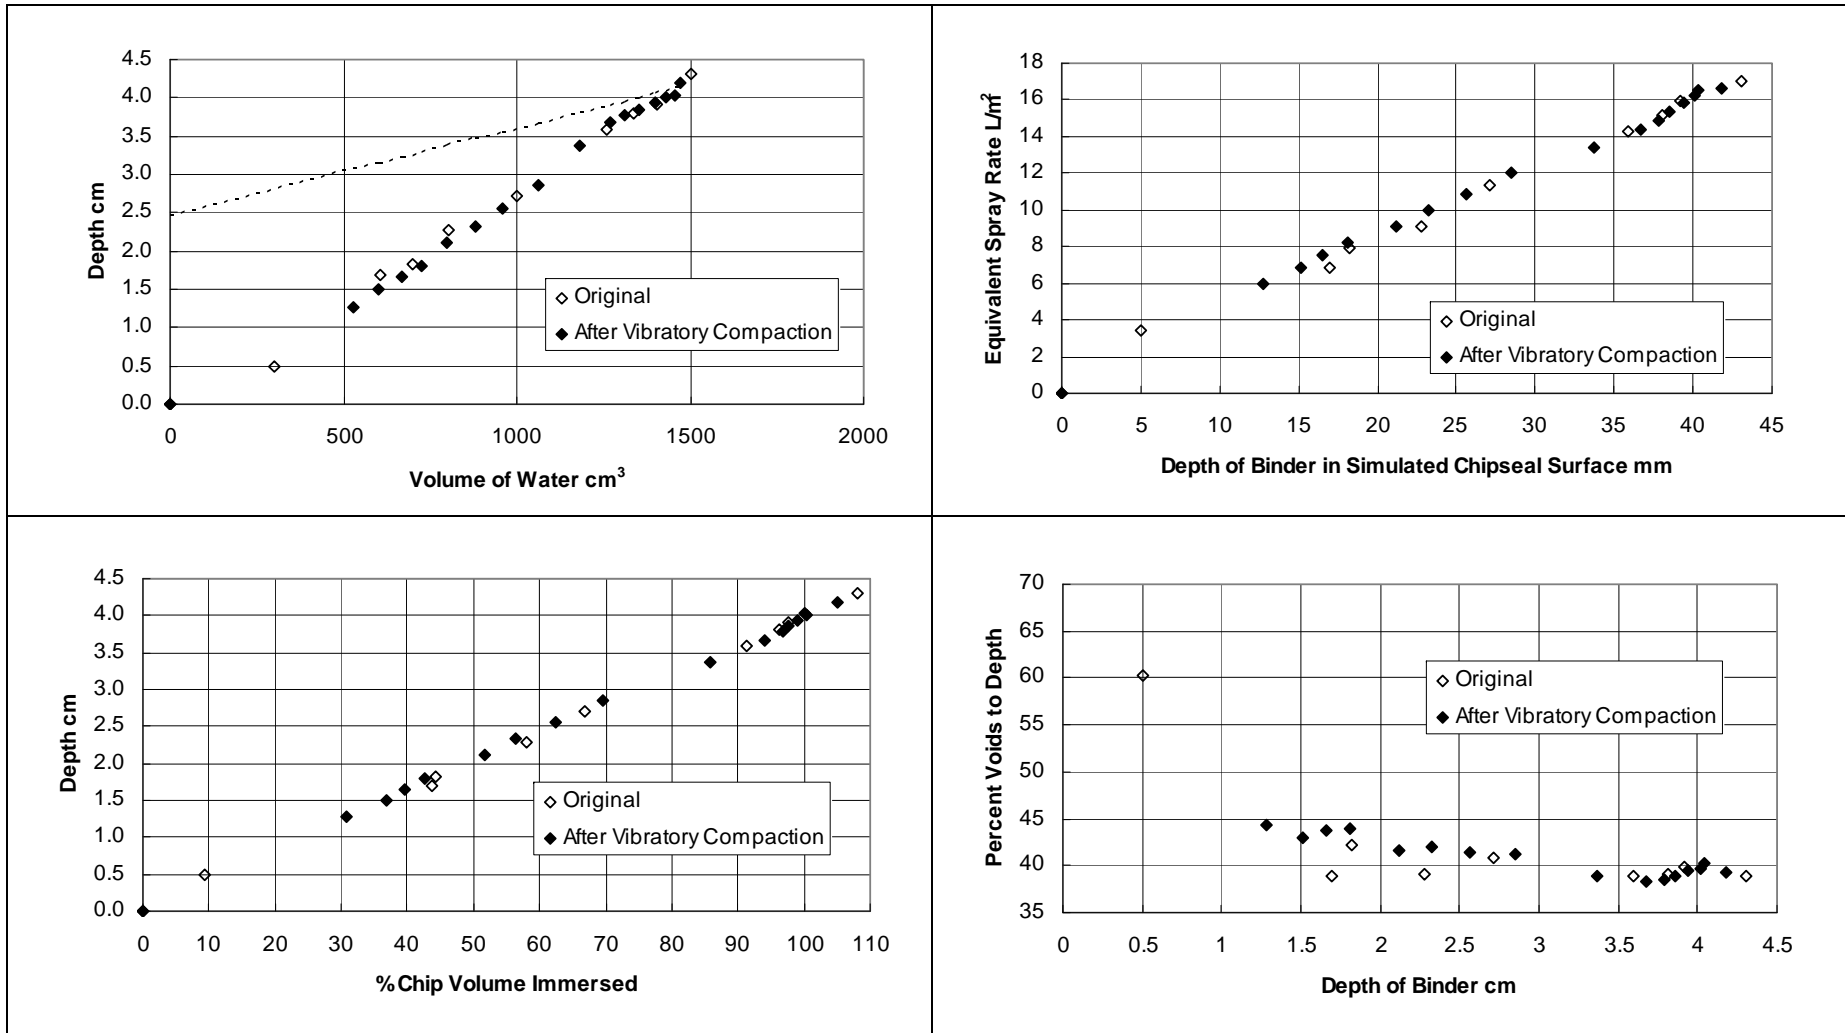 4.5
4.0
3.5
3.0
2.5
2.0
1.5
1.0
0.5
0.0
Depth cm
Original
After Vibratory Compaction
0 500 1000 1500 2000
Volume of Water cm³
18
16
14
12
10
8
6
4
2
0
Equivalent Spray Rate L/m²
Original
After Vibratory Compaction
0 5 10 15 20 25 30 35 40 45
Depth of Binder in Simulated Chipseal Surface mm
4.5
4.0
3.5
3.0
2.5
2.0
1.5
1.0
0.5
0.0
Depth cm
Original
After Vibratory Compaction
0 10 20 30 40 50 60 70 80 90 100 110
%Chip Volume Immersed
70
65
60
55
50
45
40
35
Percent Voids to Depth
Original
After Vibratory Compaction
0 0.5 1 1.5 2 2.5 3 3.5 4 4.5
Depth of Binder cm